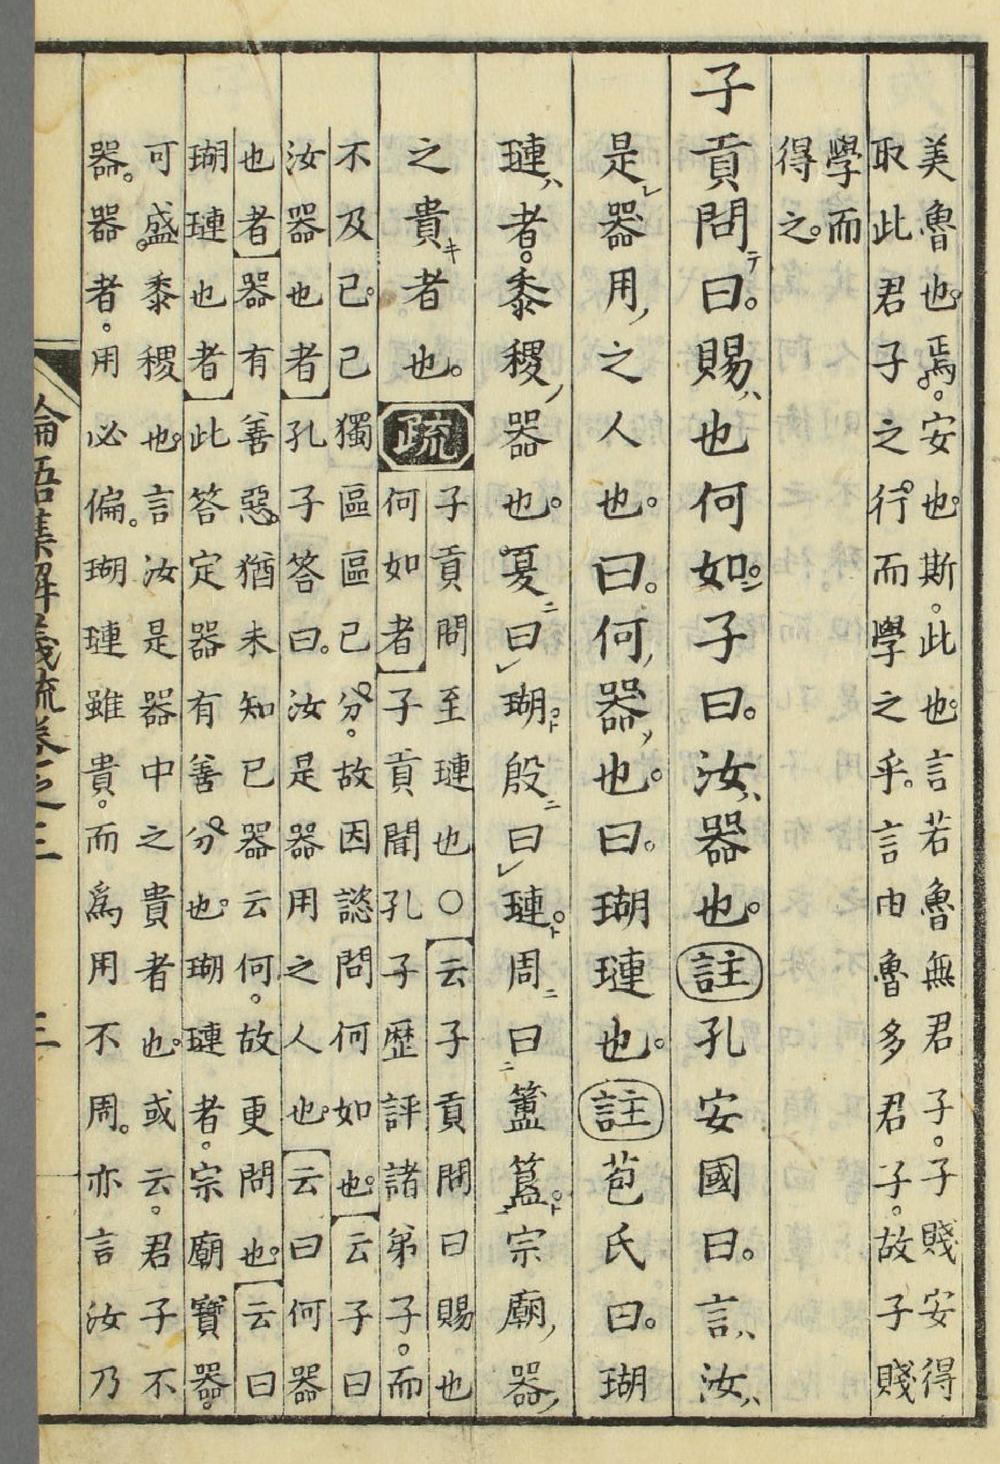 美魯也焉安也斯此也言若魯無君子子賤安得
取此君子之行而學之乎言由魯多君子故子賤
學而
得之
子貢問曰賜也何如子曰汝器也註孔安國曰言汝
是器用之人也曰何器也曰瑚璉也註苞氏曰瑚
璉者黍稷器也夏曰瑚殷曰璉周曰簠簋宗廟器
之貴者也疏
子貢問至璉也〇云子貢問曰賜也
何如者子貢聞孔子歷評諸弟子而
不及己己獨區區己分故因諮問何如也云子曰
汝器也者孔子答曰汝是器用之人也云曰何器
也者器有善惡猶未知已器云何故更問也云曰
瑚璉也者此答定器有善分也瑚璉者宗廟寶器
可盛黍稷也言汝是器中之貴者也或云君子不
器器者用必偏瑚璉雖貴而爲用不周亦言汝乃
論語集解義疏卷之三 三